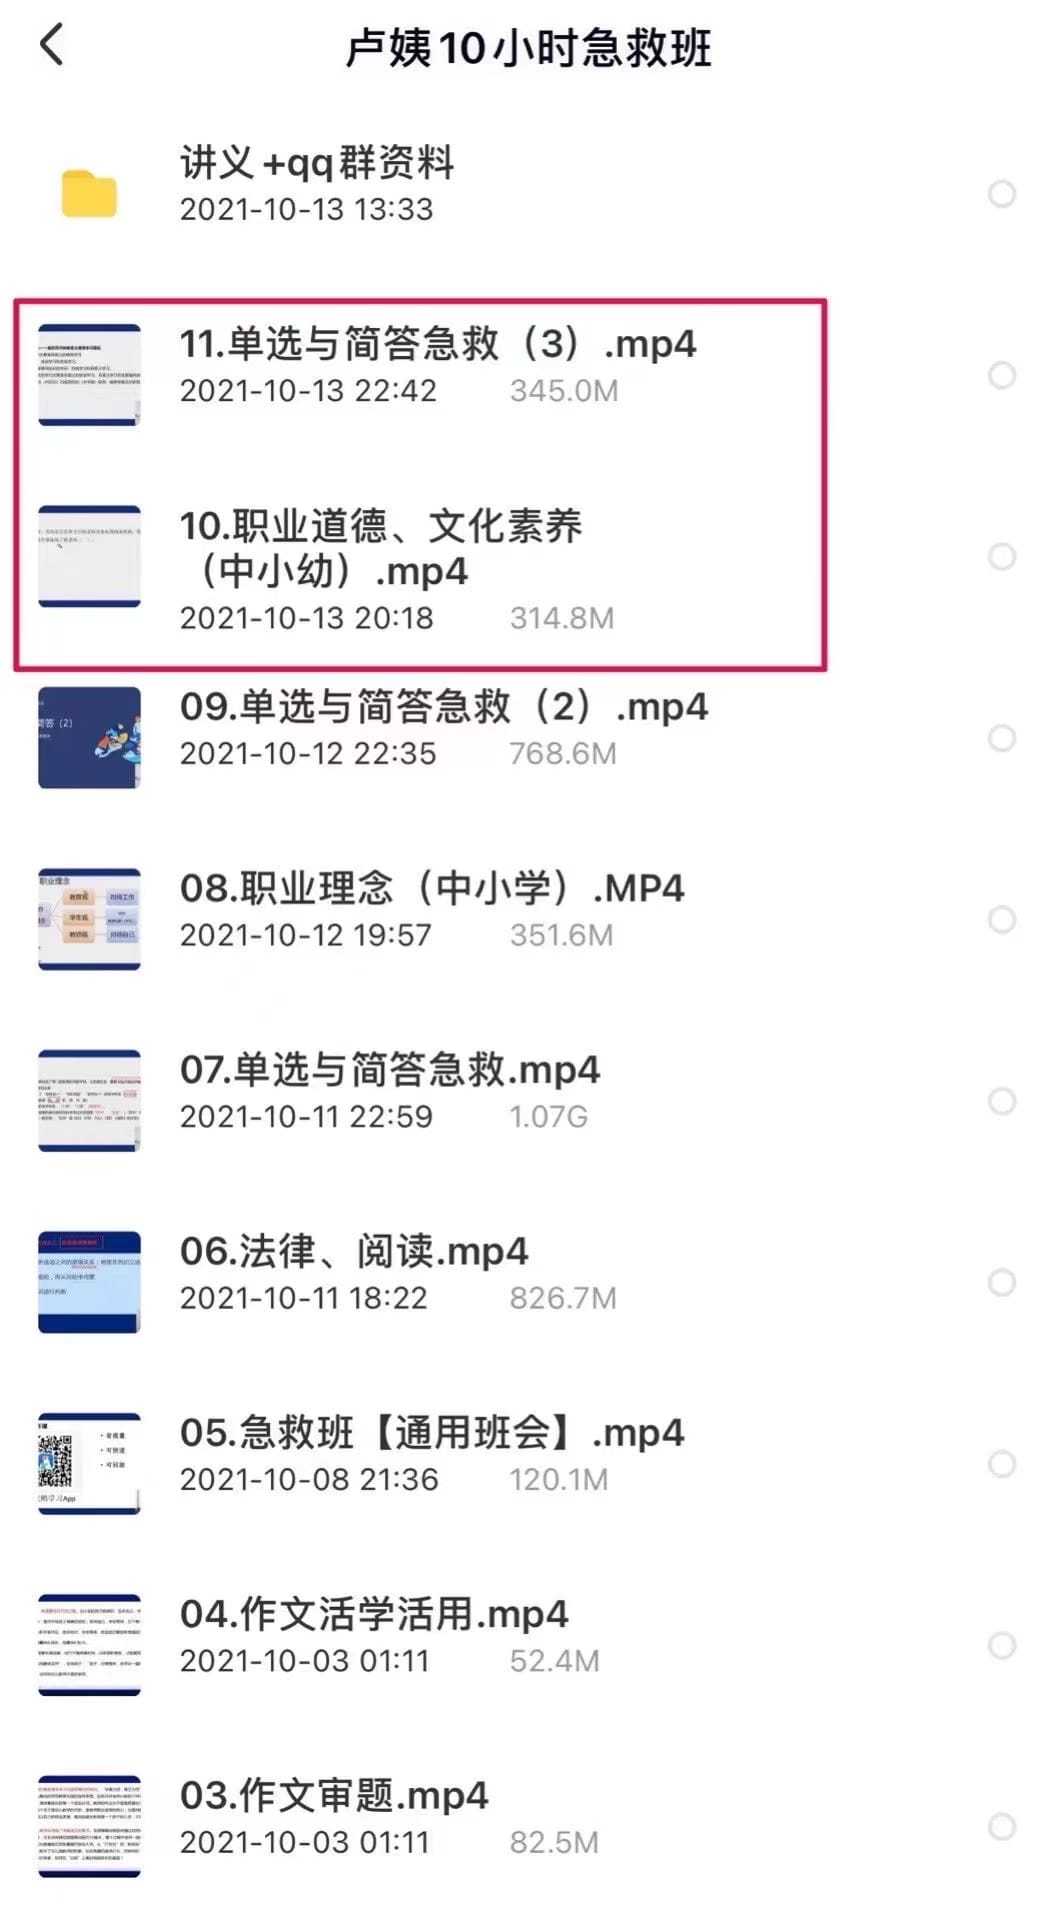 卢姨10小时急救班
讲义+qq群资料
2021-10-13 13:33
11.单选与简答急救（3）.mp4
2021-10-13 22:42 345.0M
10.职业道德、文化素养
（中小幼）.mp4
2021-10-13 20:18 314.8M
09.单选与简答急救（2）.mp4
2021-10-12 22:35 768.6M
08.职业理念（中小学）.MP4
2021-10-12 19:57 351.6M
职业理念
07.单选与简答急救.mp4
2021-10-11 22:59 1.07G
06.法律、阅读.mp4
2021-10-11 18:22 826.7M
05.急救班【通用班会】.mp4
2021-10-08 21:36 120.1M
04.作文活学活用.mp4
2021-10-03 01:11 52.4M
03.作文审题.mp4
2021-10-03 01:11 82.5M